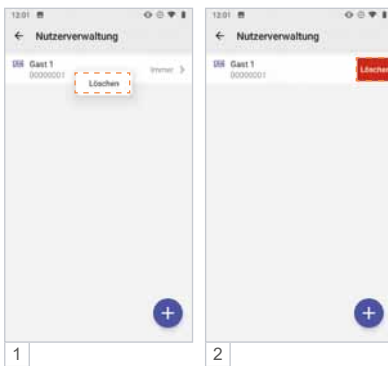 12:01
← Nutzerverwaltung
Gast 1
00000001
Immer
Löschen
+
1
12:01
← Nutzerverwaltung
Gast 1
00000001
Löschen
+
2